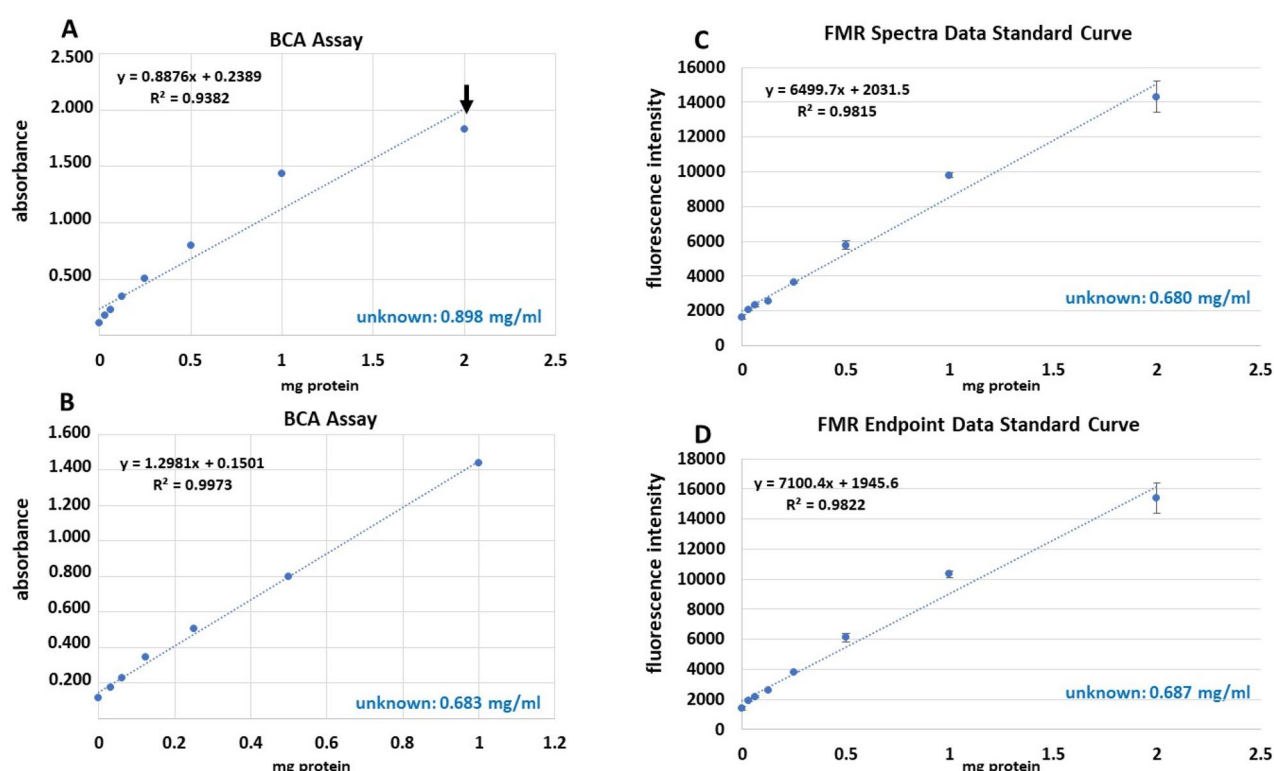 A
BCA Assay
2.500
2.000
1.500
1.000
0.500
absorbance
y = 0.8876x + 0.2389
R² = 0.9382
unknown: 0.898 mg/ml
0 0.5 1 1.5 2 2.5
mg protein
B
BCA Assay
1.600
1.400
1.200
1.000
0.800
0.600
0.400
0.200
absorbance
y = 1.2981x + 0.1501
R² = 0.9973
unknown: 0.683 mg/ml
0 0.2 0.4 0.6 0.8 1 1.2
mg protein
C
FMR Spectra Data Standard Curve
16000
14000
12000
10000
8000
6000
4000
2000
0
fluorescence intensity
y = 6499.7x + 2031.5
R² = 0.9815
unknown: 0.680 mg/ml
0 0.5 1 1.5 2 2.5
mg protein
D
FMR Endpoint Data Standard Curve
18000
16000
14000
12000
10000
8000
6000
4000
2000
0
fluorescence intensity
y = 7100.4x + 1945.6
R² = 0.9822
unknown: 0.687 mg/ml
0 0.5 1 1.5 2 2.5
mg protein